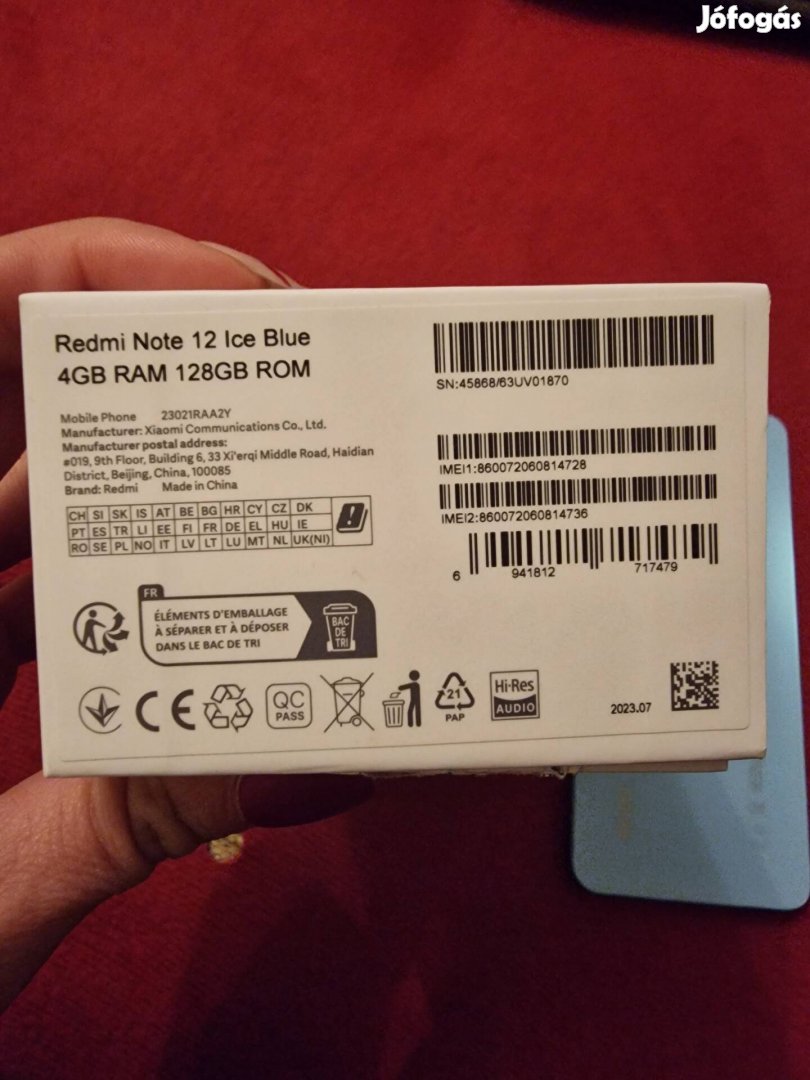 Jófogás
Redmi Note 12 Ice Blue
4GB RAM 128GB ROM
Mobile Phone 23021RAA2Y
Manufacturer: Xiaomi Communications Co., Ltd.
Manufacturer postal address:
#019, 9th Floor, Building 6, 33 Xi'erqi Middle Road, Haidian
District, Beijing, China, 100085
Brand: Redmi Made in China
CH SI SK IS AT BE BG HR CY CZ DK
PT ES TR LI EE FI FR DE EL HU IE
RO SE PL NO IT LV LT LU MT NL UK(NI)
SN:45868/63UV01870
IMEI1:860072060814728
IMEI2:860072060814736
6 941812 717479
FR
ÉLÉMENTS D'EMBALLAGE
À SÉPARER ET À DÉPOSER
DANS LE BAC DE TRI
BAC
DE
TRI
CE
QC
PASS
21
PAP
Hi-Res
AUDIO
2023.07